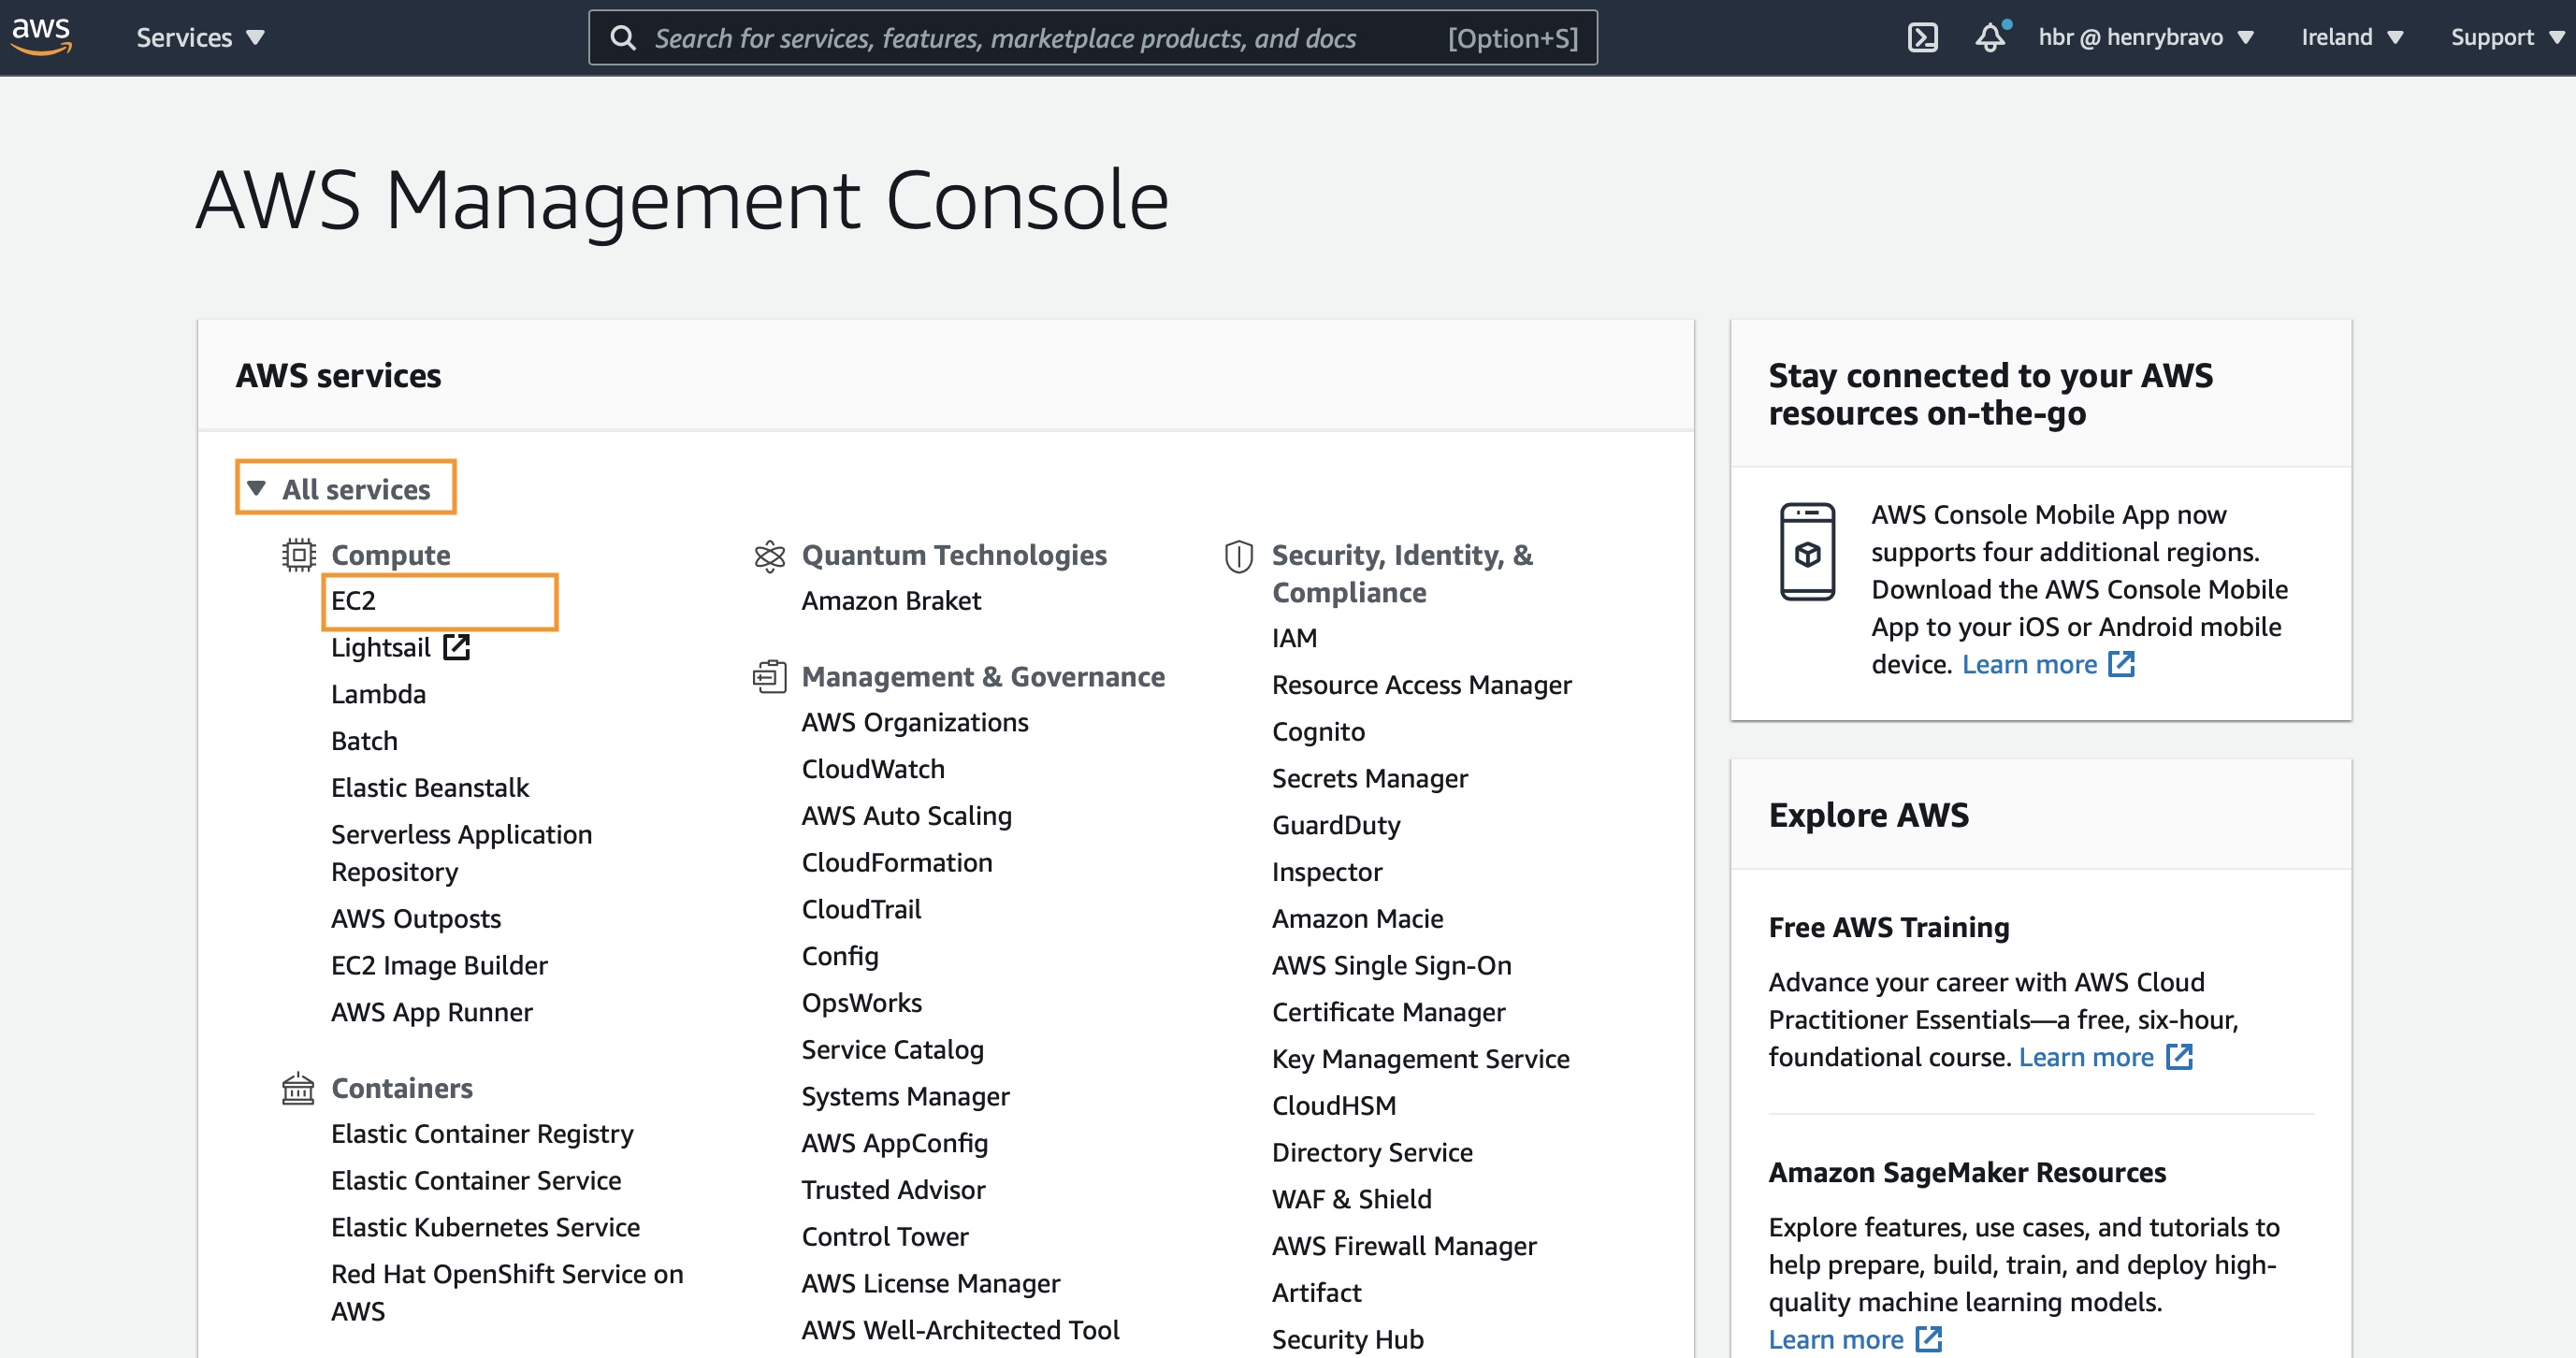 aws
Services
Search for services, features, marketplace products, and docs [Option+S]
hbr @ henrybravo
Ireland
Support
AWS Management Console
AWS services
All services
Compute
EC2
Lightsail
Lambda
Batch
Elastic Beanstalk
Serverless Application
Repository
AWS Outposts
EC2 Image Builder
AWS App Runner
Containers
Elastic Container Registry
Elastic Container Service
Elastic Kubernetes Service
Red Hat OpenShift Service on
AWS
Quantum Technologies
Amazon Braket
Management & Governance
AWS Organizations
CloudWatch
AWS Auto Scaling
CloudFormation
CloudTrail
Config
OpsWorks
Service Catalog
Systems Manager
AWS AppConfig
Trusted Advisor
Control Tower
AWS License Manager
AWS Well-Architected Tool
Security, Identity, &
Compliance
IAM
Resource Access Manager
Cognito
Secrets Manager
GuardDuty
Inspector
Amazon Macie
AWS Single Sign-On
Certificate Manager
Key Management Service
CloudHSM
Directory Service
WAF & Shield
AWS Firewall Manager
Artifact
Security Hub
Stay connected to your AWS
resources on-the-go
AWS Console Mobile App now
supports four additional regions.
Download the AWS Console Mobile
App to your iOS or Android mobile
device. Learn more
Explore AWS
Free AWS Training
Advance your career with AWS Cloud
Practitioner Essentials—a free, six-hour,
foundational course. Learn more
Amazon SageMaker Resources
Explore features, use cases, and tutorials to
help prepare, build, train, and deploy high-
quality machine learning models.
Learn more